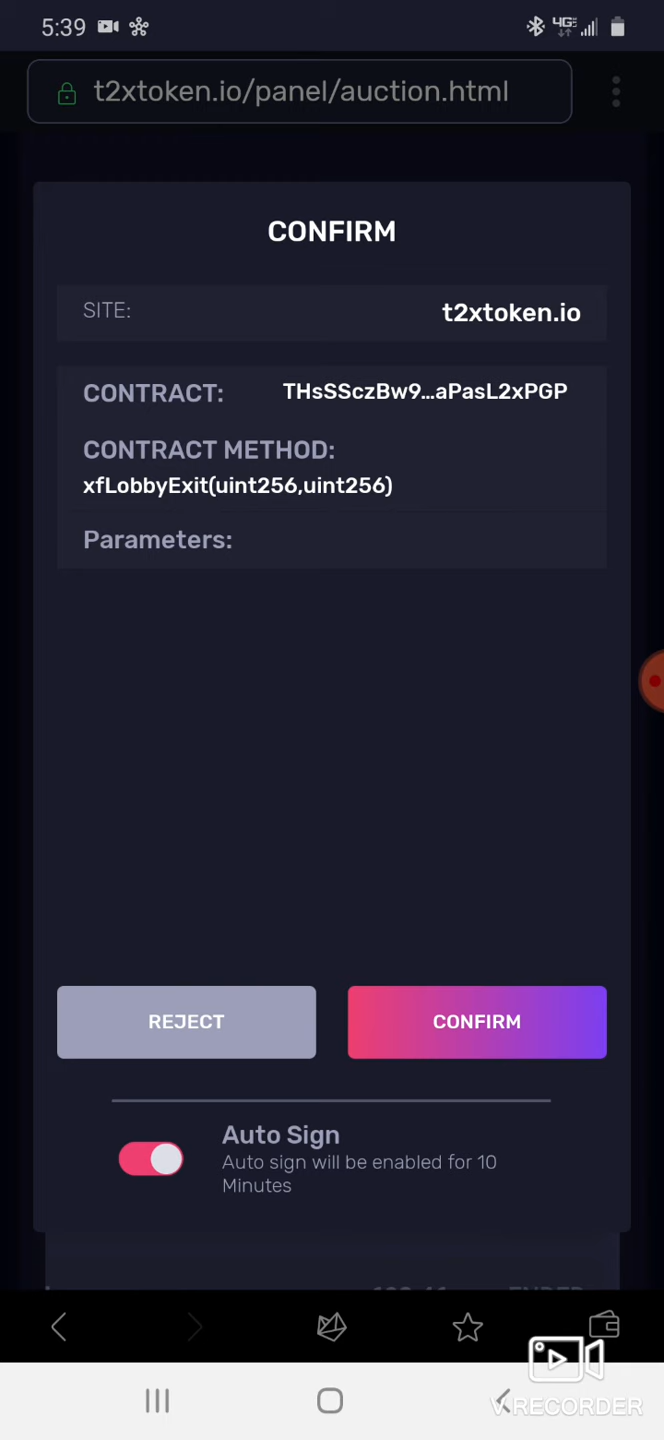 5:39
4GE
t2xtoken.io/panel/auction.html
CONFIRM
SITE: t2xtoken.io
CONTRACT: THsSSczBw9...aPasL2xPGP
CONTRACT METHOD:
xfLobbyExit(uint256,uint256)
Parameters:
REJECT CONFIRM
Auto Sign
Auto sign will be enabled for 10
Minutes
V RECORDER